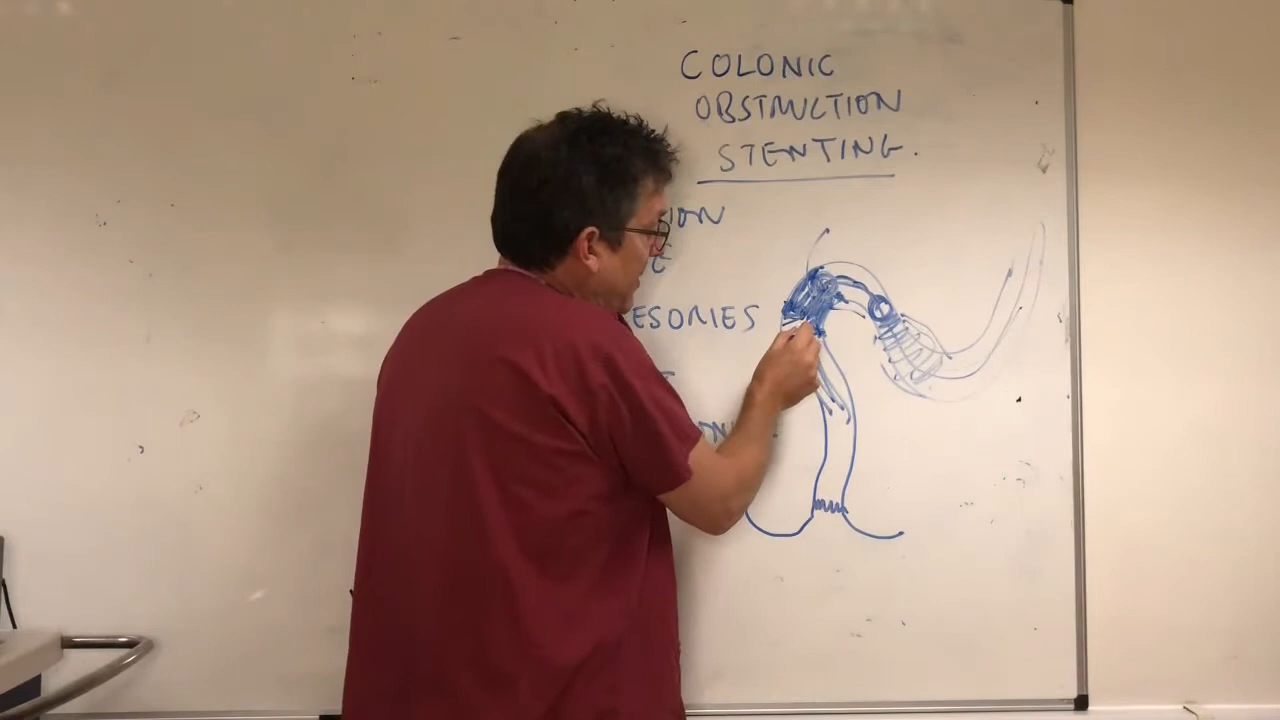 COLONIC
OBSTRUCTION
STENTING.
ION
E
ESORIES